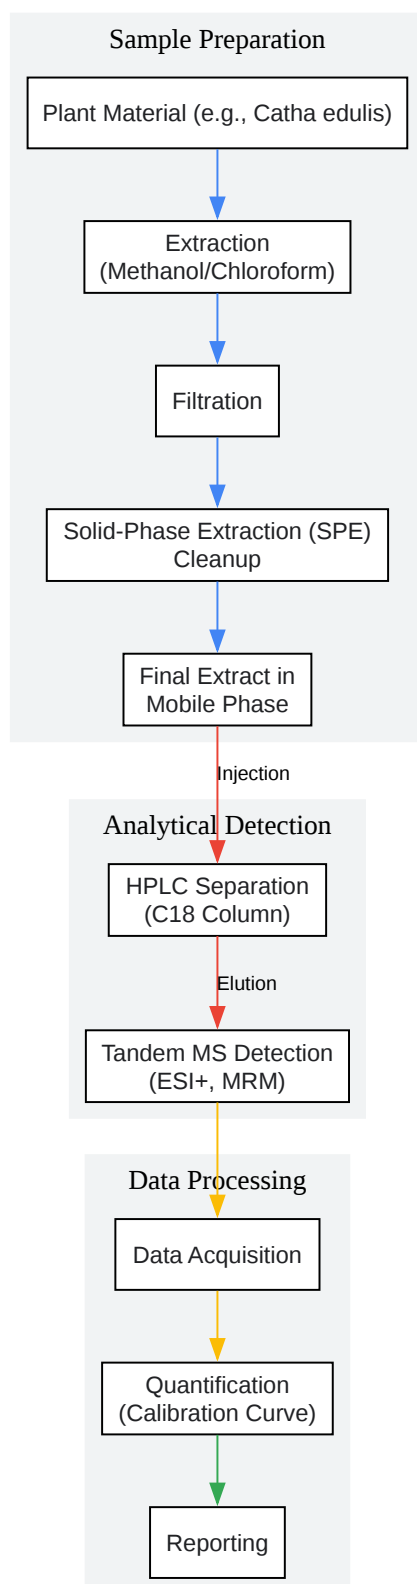 Sample Preparation
Plant Material (e.g., Catha edulis)
Extraction
(Methanol/Chloroform)
Filtration
Solid-Phase Extraction (SPE)
Cleanup
Final Extract in
Mobile Phase
Injection
Analytical Detection
HPLC Separation
(C18 Column)
Elution
Tandem MS Detection
(ESI+, MRM)
Data Processing
Data Acquisition
Quantification
(Calibration Curve)
Reporting